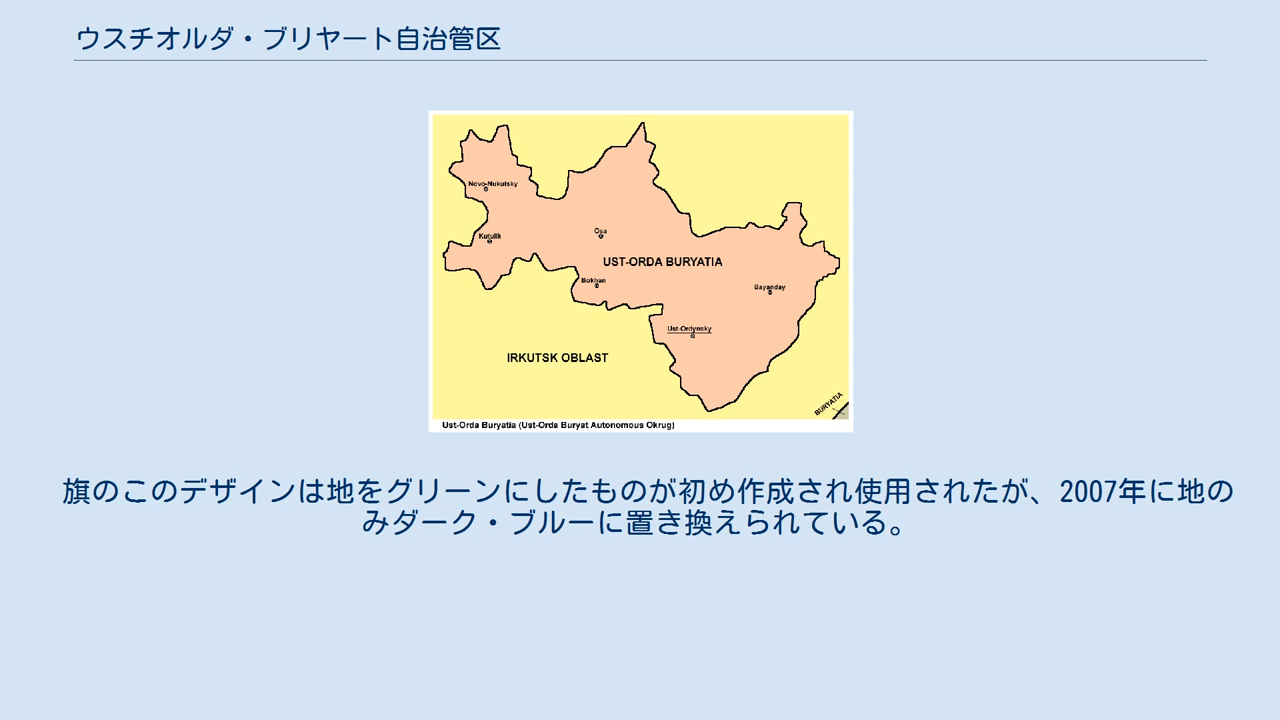 ウスチオルダ・ブリヤート自治管区
Novo-Nukutsky
Kutulik
Osa
UST-ORDA BURYATIA
Bokhan
Bayanday
Ust-Ordynsky
IRKUTSK OBLAST
BURYATIA
Ust-Orda Buryatia (Ust-Orda Buryat Autonomous Okrug)
旗のこのデザインは地をグリーンにしたものが初め作成され使用されたが、2007年に地の
みダーク・ブルーに置き換えられている。